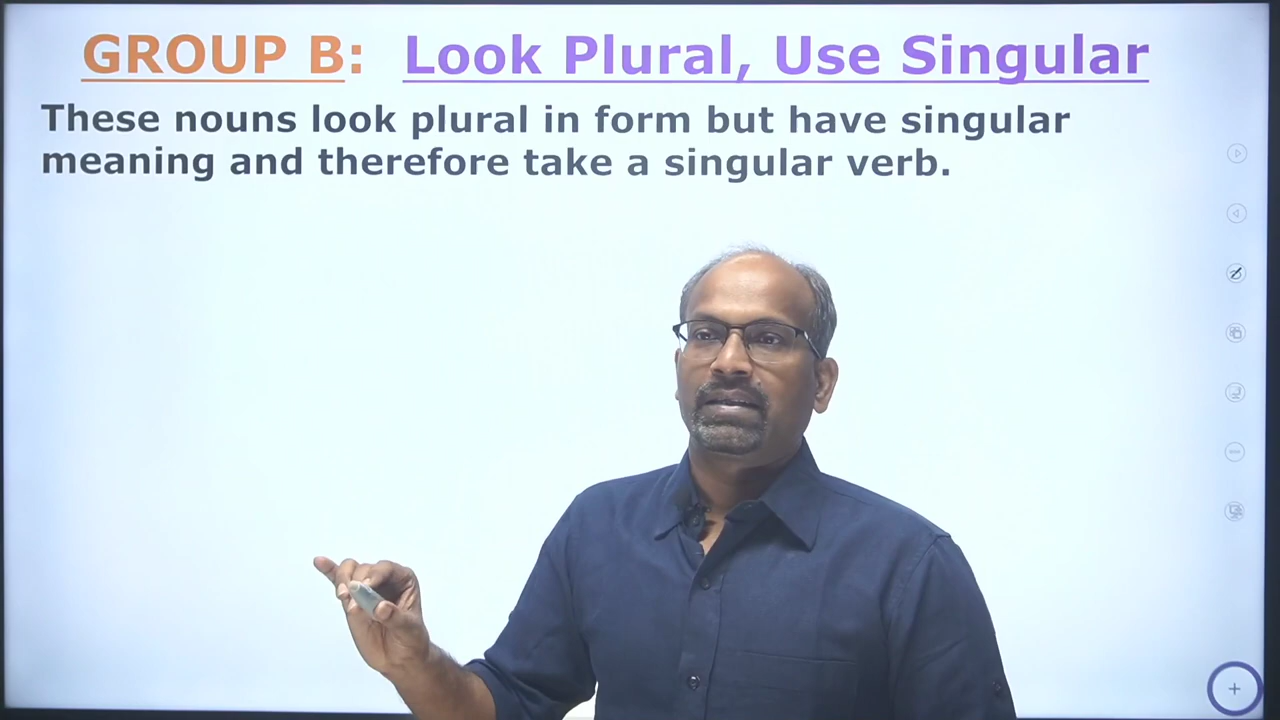 GROUP B: Look Plural, Use Singular
These nouns look plural in form but have singular
meaning and therefore take a singular verb.